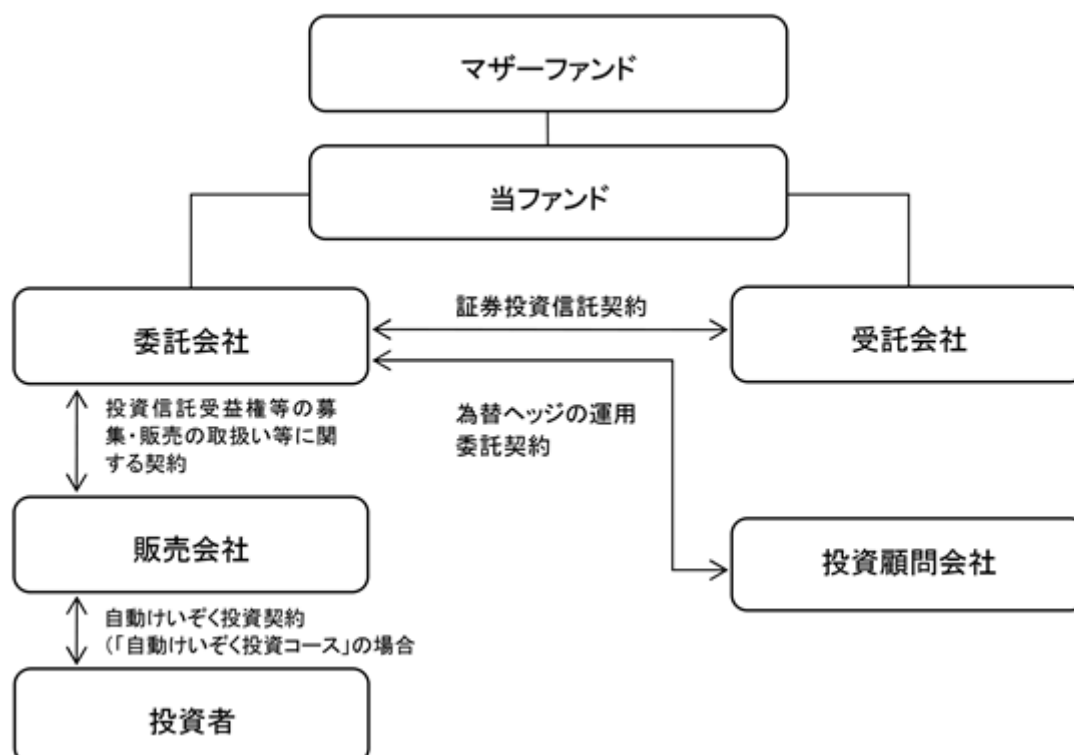 マザーファンド
当ファンド
委託会社
証券投資信託契約
受託会社
投資信託受益権等の募
集・販売の取扱い等に関
する契約
為替ヘッジの運用
委託契約
販売会社
投資顧問会社
自動けいぞく投資契約
(「自動けいぞく投資コース」の場合
投資者